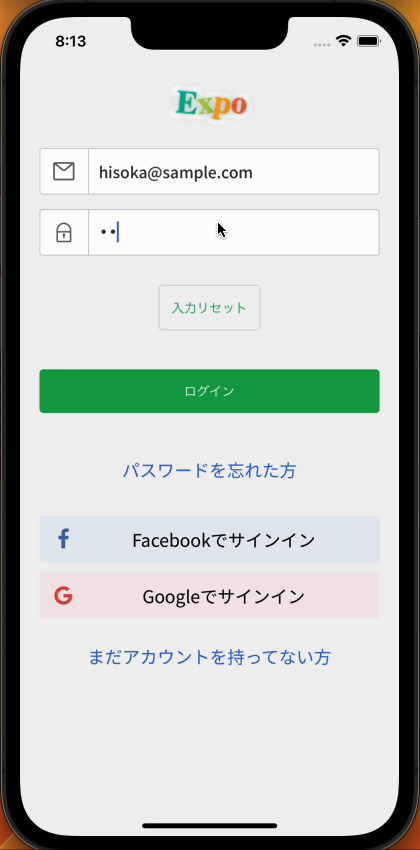 8:13
Expo
hisoka@sample.com
••
入力リセット
ログイン
パスワードを忘れた方
Facebookでサインイン
Googleでサインイン
まだアカウントを持ってない方